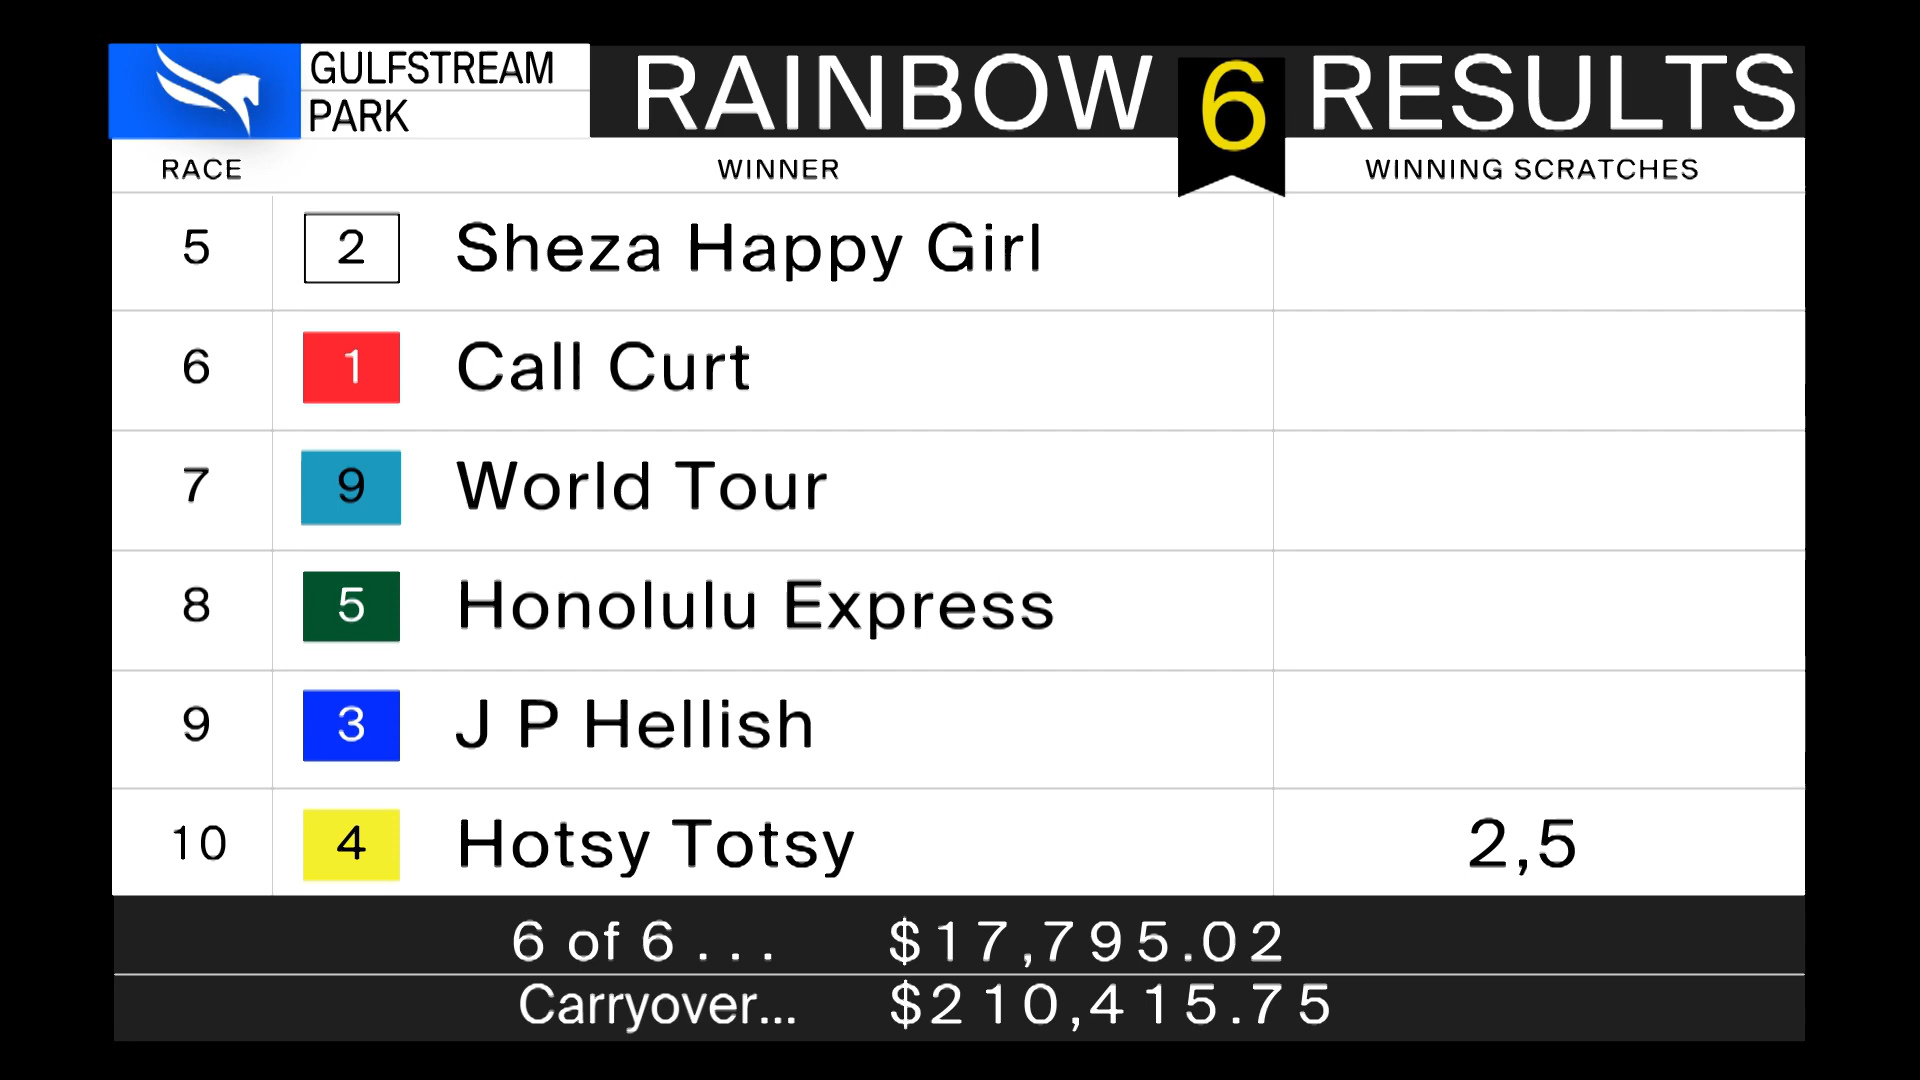 GULFSTREAM
PARK
RAINBOW 6 RESULTS
RACE WINNER WINNING SCRATCHES
5 2 Sheza Happy Girl
6 1 Call Curt
7 9 World Tour
8 5 Honolulu Express
9 3 J P Hellish
10 4 Hotsy Totsy 2,5
6 of 6 . . . $17,795.02
Carryover... $210,415.75